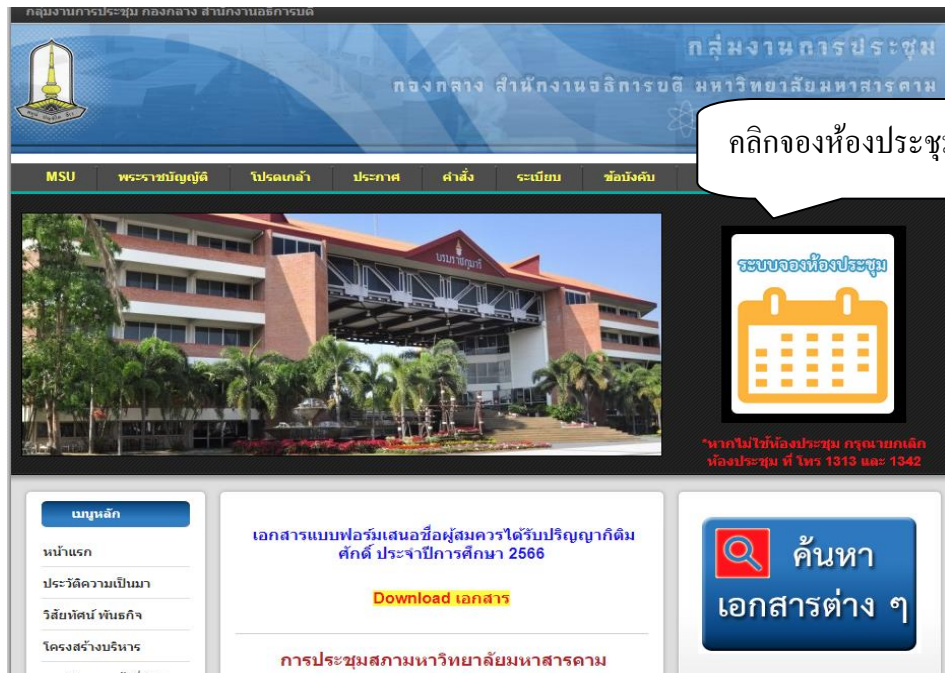 กลุ่มงานการประชุม กองกลาง สำนักงานอธิการบดี
กลุ่มงานการประชุม
กองกลาง สำนักงานอธิการบดี มหาวิทยาลัยมหาสารคาม
คลิกจองห้องประชุ
MSU พระราชบัญญัติ โปรดเกล้า ประกาศ คำสั่ง ระเบียบ ข้อบังคับ
บรมราชกุมารี
ระบบจองห้องประชุม
*หากไม่ใช้ห้องประชุม กรุณายกเลิก
ห้องประชุม ที่ โทร 1313 และ 1342
เมนูหลัก
หน้าแรก
ประวัติความเป็นมา
วิสัยทัศน์ พันธกิจ
โครงสร้างบริหาร
เอกสารแบบฟอร์มเสนอชื่อผู้สมควรได้รับปริญญากิติม
ศักดิ์ ประจำปีการศึกษา 2566
Download เอกสาร
การประชุมสภามหาวิทยาลัยมหาสารคาม
ค้นหา
เอกสารต่าง ๆ